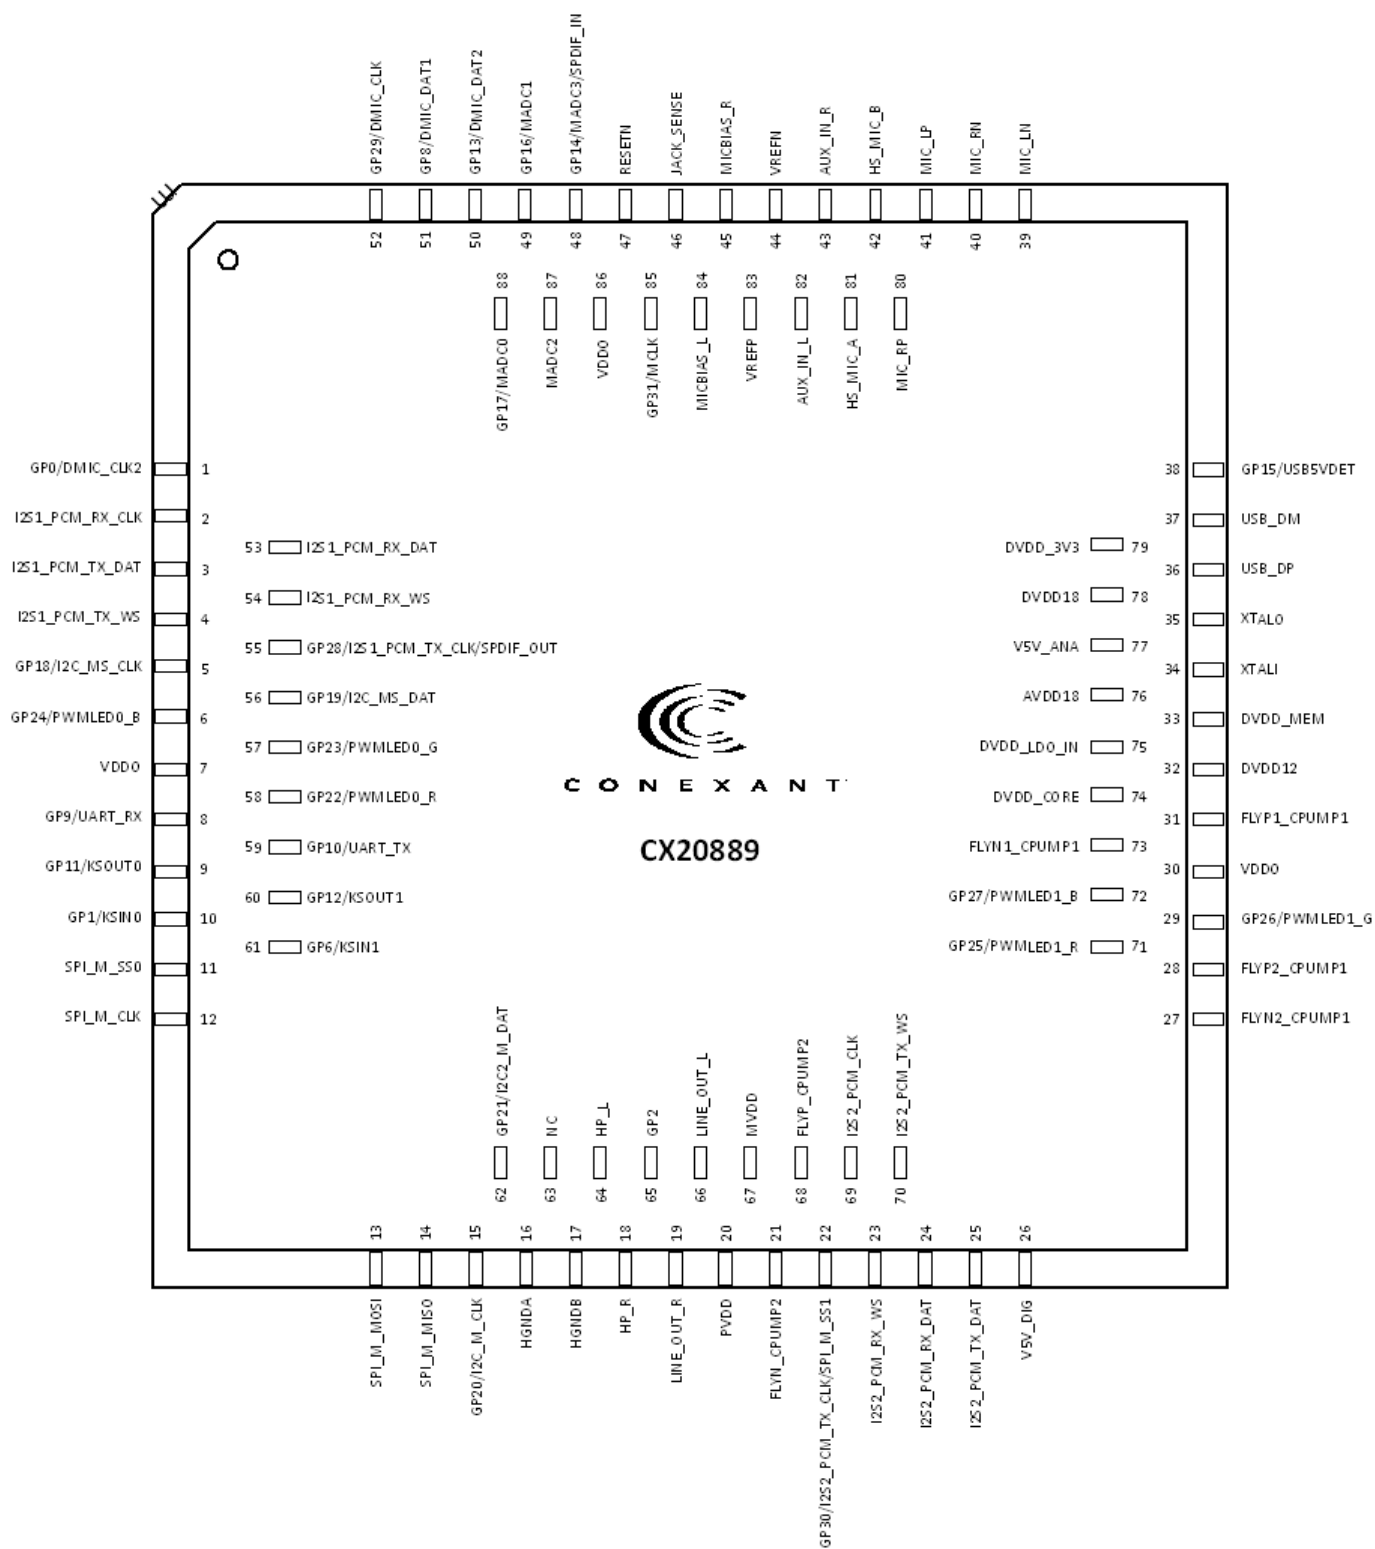 GP29/DMIC_CLK
GP8/DMIC_DAT1
GP13/DMIC_DAT2
GP16/MADC1
GP14/MADC3/SPDIF_IN
RESETN
JACK_SENSE
MICBIAS_R
VREFN
AUX_IN_R
HS_MIC_B
MIC_LP
MIC_RN
MIC_LN
52
51
50
49
48
47
46
45
44
43
42
41
40
39
88
87
86
85
84
83
82
81
80
GP17/MADC0
MADC2
VDDO
GP31/MCLK
MICBIAS_L
VREFP
AUX_IN_L
HS_MIC_A
MIC_RP
GP0/DMIC_CLK2 1
I2S1_PCM_RX_CLK 2
I2S1_PCM_TX_DAT 3
I2S1_PCM_TX_WS 4
GP18/I2C_MS_CLK 5
GP24/PWMLED0_B 6
VDDO 7
GP9/UART_RX 8
GP11/KSOUT0 9
GP1/KSIN0 10
SPI_M_SS0 11
SPI_M_CLK 12
53 I2S1_PCM_RX_DAT
54 I2S1_PCM_RX_WS
55 GP28/I2S1_PCM_TX_CLK/SPDIF_OUT
56 GP19/I2C_MS_DAT
57 GP23/PWMLED0_G
58 GP22/PWMLED0_R
59 GP10/UART_TX
60 GP12/KSOUT1
61 GP6/KSIN1
CONEXANT
CX20889
DVDD_3V3 79
DVDD18 78
V5V_ANA 77
AVDD18 76
DVDD_LDO_IN 75
DVDD_CORE 74
FLYN1_CPUMP1 73
GP27/PWMLED1_B 72
GP25/PWMLED1_R 71
38 GP15/USB5VDET
37 USB_DM
36 USB_DP
35 XTALO
34 XTALI
33 DVDD_MEM
32 DVDD12
31 FLYP1_CPUMP1
30 VDDO
29 GP26/PWMLED1_G
28 FLYP2_CPUMP1
27 FLYN2_CPUMP1
GP21/I2C2_M_DAT
NC
HP_L
GP2
LINE_OUT_L
MVDD
FLYP_CPUMP2
I2S2_PCM_CLK
I2S2_PCM_TX_WS
62
63
64
65
66
67
68
69
70
13
14
15
16
17
18
19
20
21
22
23
24
25
26
SPI_M_MOSI
SPI_M_MISO
GP20/I2C_M_CLK
HGNDA
HGNDB
HP_R
LINE_OUT_R
PVDD
FLYN_CPUMP2
GP30/I2S2_PCM_TX_CLK/SPI_M_SS1
I2S2_PCM_RX_WS
I2S2_PCM_RX_DAT
I2S2_PCM_TX_DAT
V5V_DIG